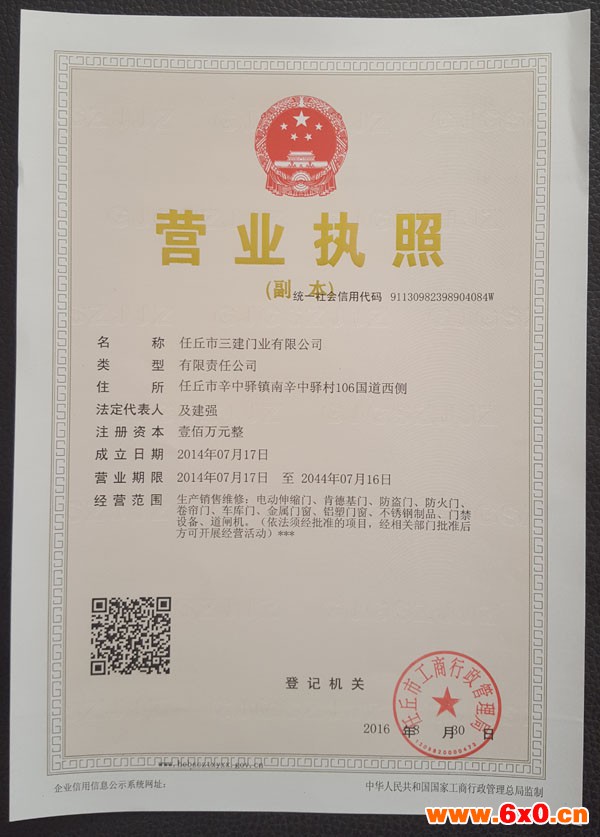 营业执照
(副 本)
统一社会信用代码 91130982398904084W
名 称 任丘市三建门业有限公司
类 型 有限责任公司
住 所 任丘市辛中驿镇南辛中驿村106国道西侧
法定代表人 及建强
注册资本 壹佰万元整
成立日期 2014年07月17日
营业期限 2014年07月17日 至 2044年07月16日
经营范围 生产销售维修：电动伸缩门、肯德基门、防盗门、防火门、
卷帘门、车库门、金属门窗、铝塑门窗、不锈钢制品、门禁
设备、道闸机。（依法须经批准的项目，经相关部门批准后
方可开展经营活动）***
登记机关
任丘市工商行政管理局
2016 年 8 月 30 日
企业信用信息公示系统网址：
中华人民共和国国家工商行政管理总局监制
www.6x0.cn